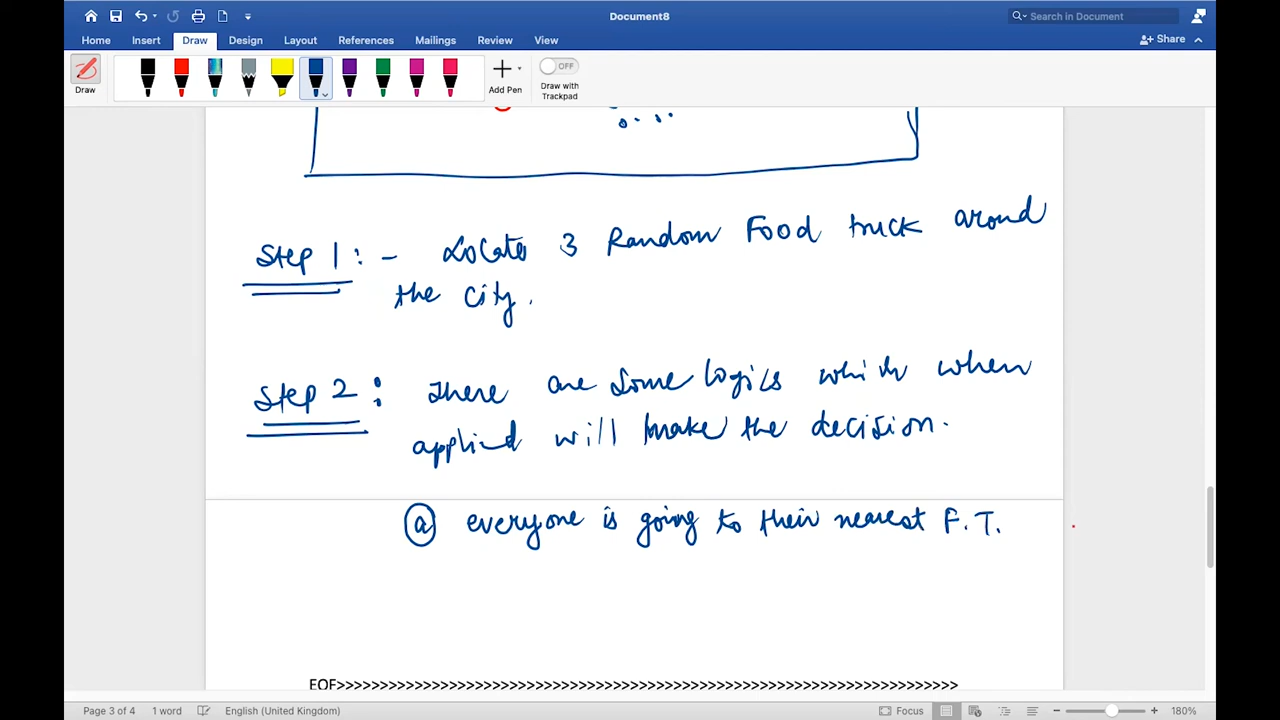 Document8
Search in Document
Home Insert Draw Design Layout References Mailings Review View
Share
Draw
Add Pen
OFF
Draw with
Trackpad
Step 1 : - Locate 3 Random Food truck around
the city.
Step 2 : There are some logics which when
applied will make the decision.
(a) everyone is going to their nearest F.T.
EOF>>>>>>>>>>>>>>>>>>>>>>>>>>>>>>>>>>>>>>>>>>>>>>>>>>>>>>>>>>>>>>>>>>>>>>
Page 3 of 4 1 word English (United Kingdom) Focus 180%